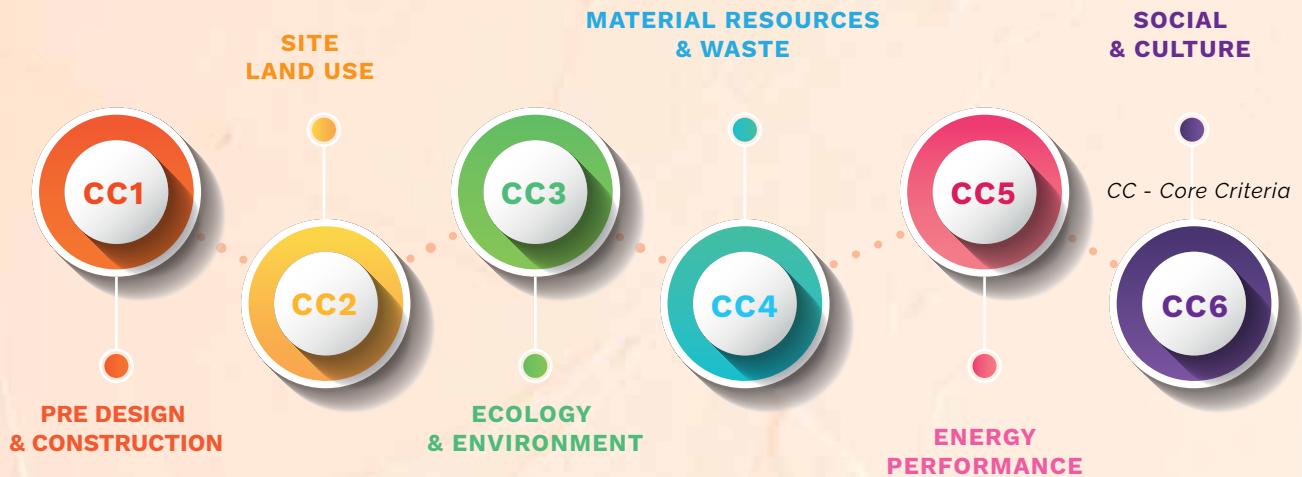 CC1
PRE DESIGN
& CONSTRUCTION
SITE
LAND USE
CC2
CC3
ECOLOGY
& ENVIRONMENT
MATERIAL RESOURCES
& WASTE
CC4
CC5
ENERGY
PERFORMANCE
SOCIAL
& CULTURE
CC - Core Criteria
CC6